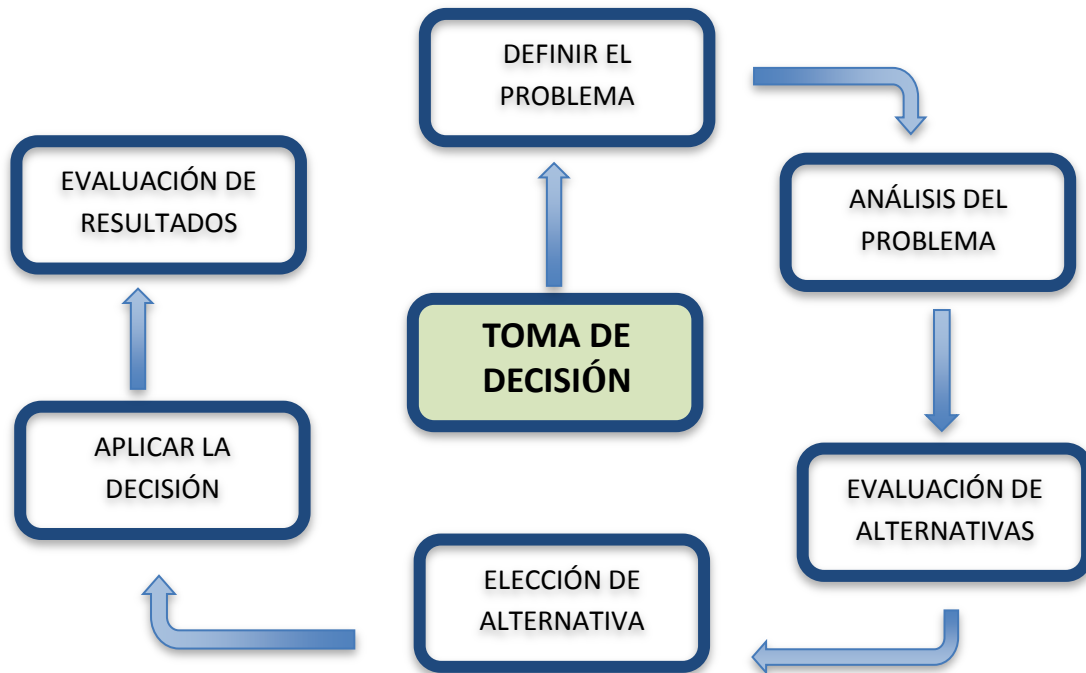 TOMA DE
DECISIÓN
DEFINIR EL
PROBLEMA
ANÁLISIS DEL
PROBLEMA
EVALUACIÓN DE
ALTERNATIVAS
ELECCIÓN DE
ALTERNATIVA
APLICAR LA
DECISIÓN
EVALUACIÓN DE
RESULTADOS